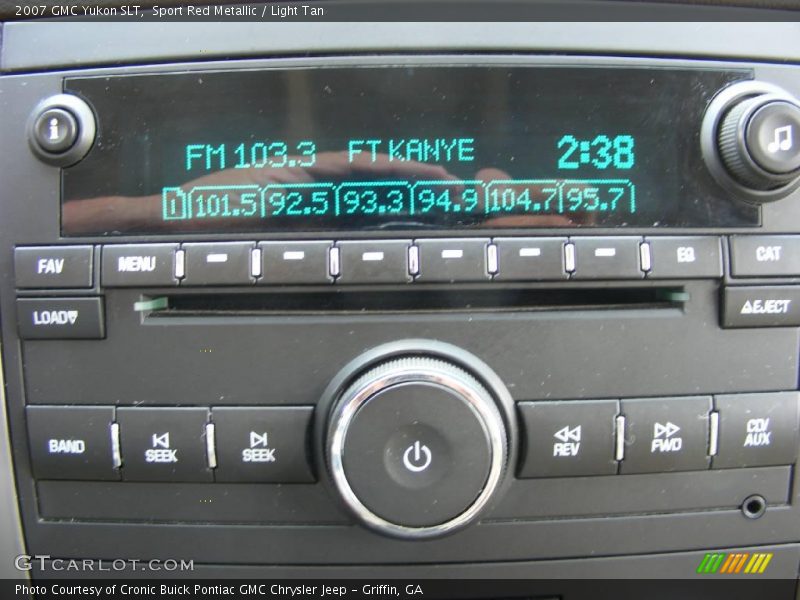 2007 GMC Yukon SLT,  Sport Red Metallic / Light Tan
i
FM 103.3 FT KANYE 2:38
1 101.5 92.5 93.3 94.9 104.7 95.7
FAV MENU EQ CAT
LOAD EJECT
BAND SEEK SEEK REV FWD CD/AUX
GTCARLOT.COM
Photo Courtesy of Cronic Buick Pontiac GMC Chrysler Jeep - Griffin, GA